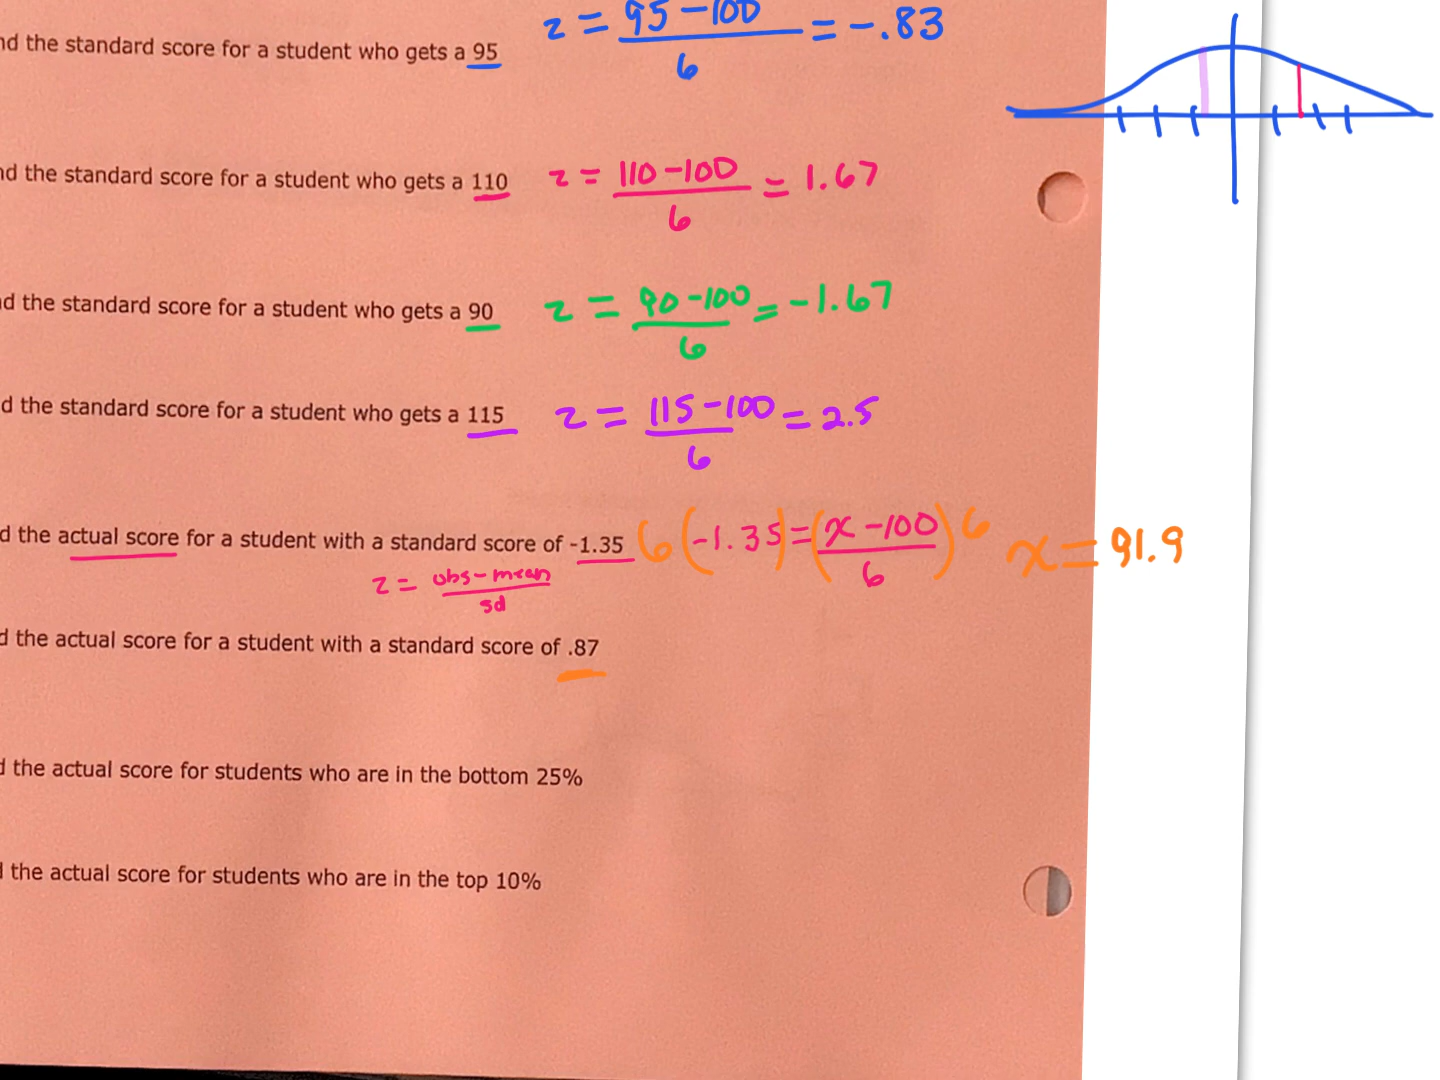 nd the standard score for a student who gets a 95 z = 95-100 / 6 = -.83
nd the standard score for a student who gets a 110 z = 110-100 / 6 = 1.67
nd the standard score for a student who gets a 90 z = 90-100 / 6 = -1.67
d the standard score for a student who gets a 115 z = 115-100 / 6 = 2.5
d the actual score for a student with a standard score of -1.35 6(-1.35)=(x-100 / 6)6 x=91.9
z = obs-mean / sd
d the actual score for a student with a standard score of .87
d the actual score for students who are in the bottom 25%
the actual score for students who are in the top 10%